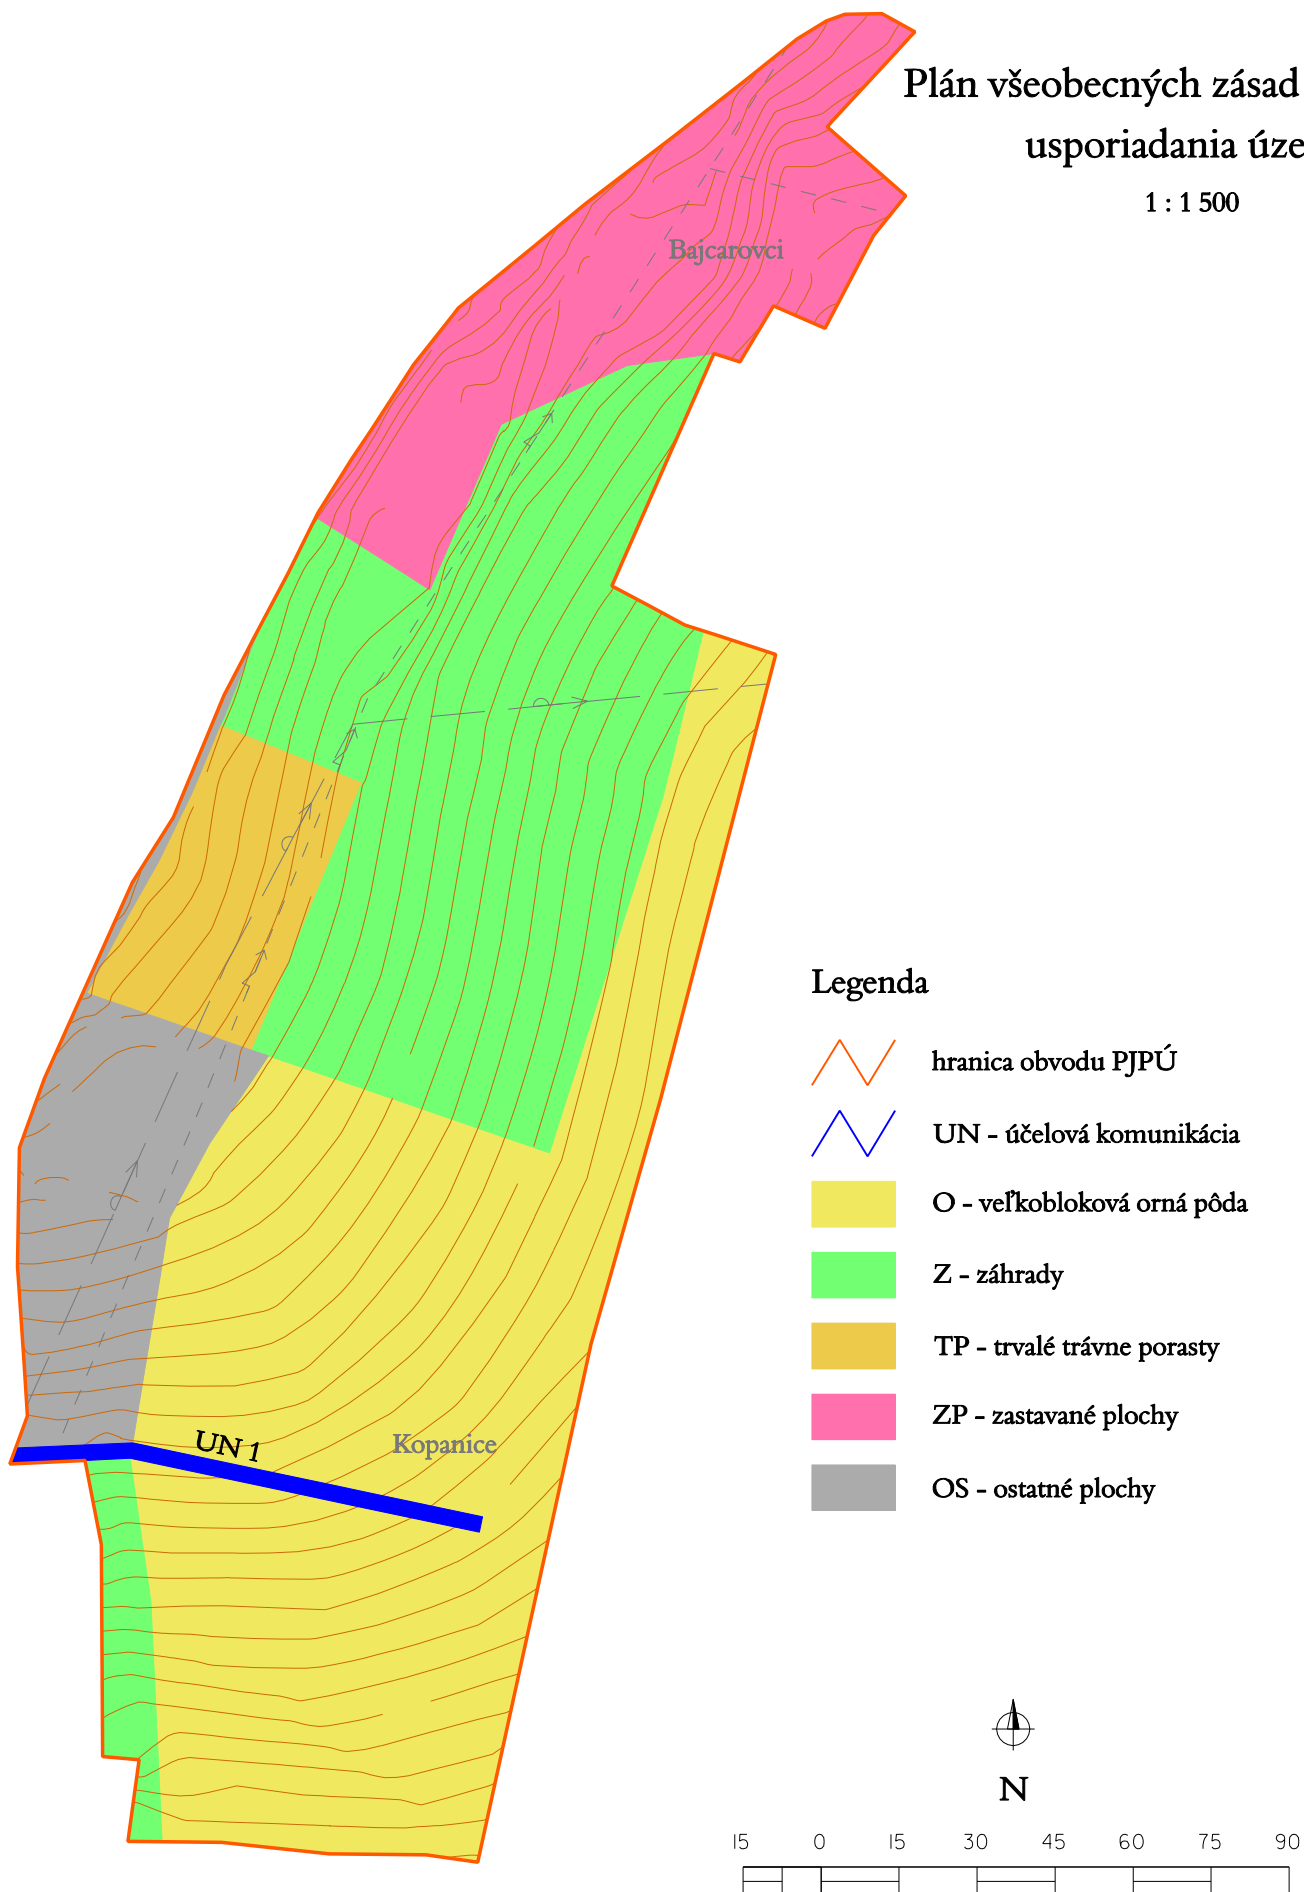 Plán všeobecných zásad
usporiadania úze
1 : 1 500
Bajcarovci
Legenda
hranica obvodu PJPÚ
UN - účelová komunikácia
O - veľkobloková orná pôda
Z - záhrady
TP - trvalé trávne porasty
ZP - zastavané plochy
OS - ostatné plochy
UN 1
Kopanice
N
15 0 15 30 45 60 75 90